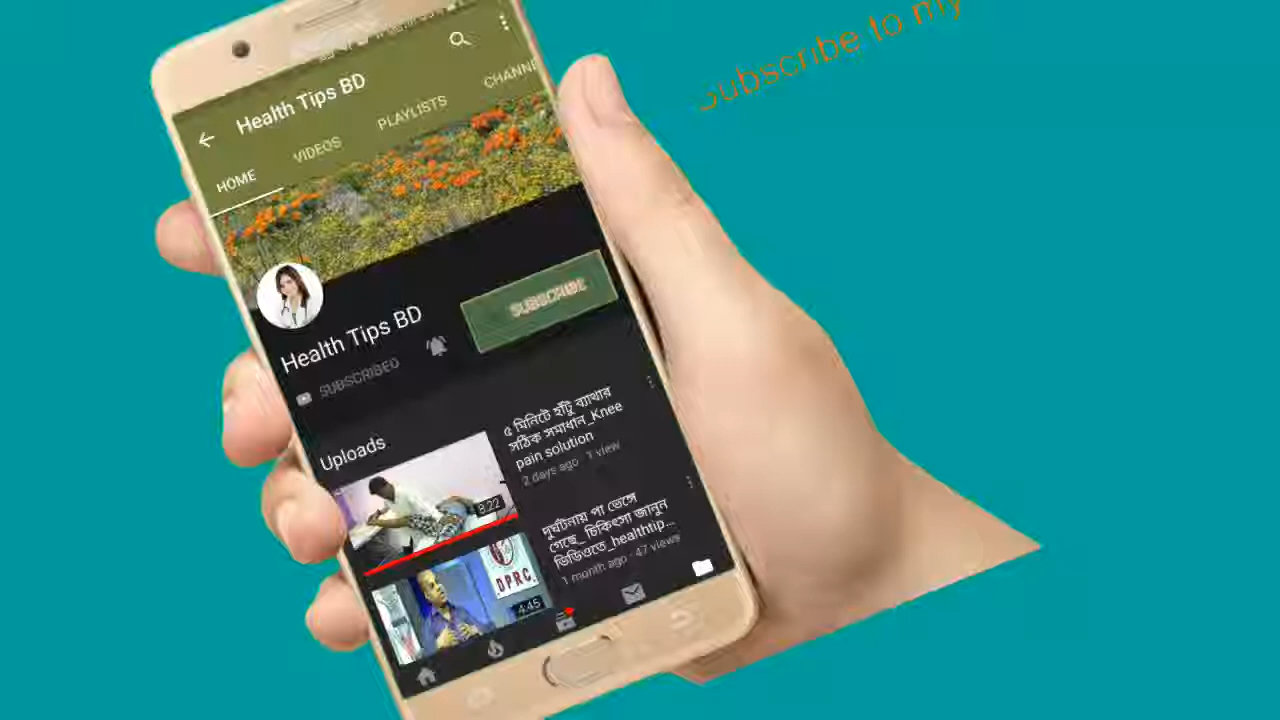 Subscribe to my
Health Tips BD
HOME
VIDEOS
PLAYLISTS
CHANNE
SUBSCRIBE
Health Tips BD
SUBSCRIBED
Uploads
৫ মিনিটে হাঁটু ব্যাথার
সঠিক সমাধান_Knee
pain solution
2 days ago · 1 view
8:22
দুর্ঘটনায় পা ভেঙ্গে
গেছে_ চিকিৎসা জানুন
ভিডিওতে_healthtip...
1 month ago · 47 views
DPRC
4:45